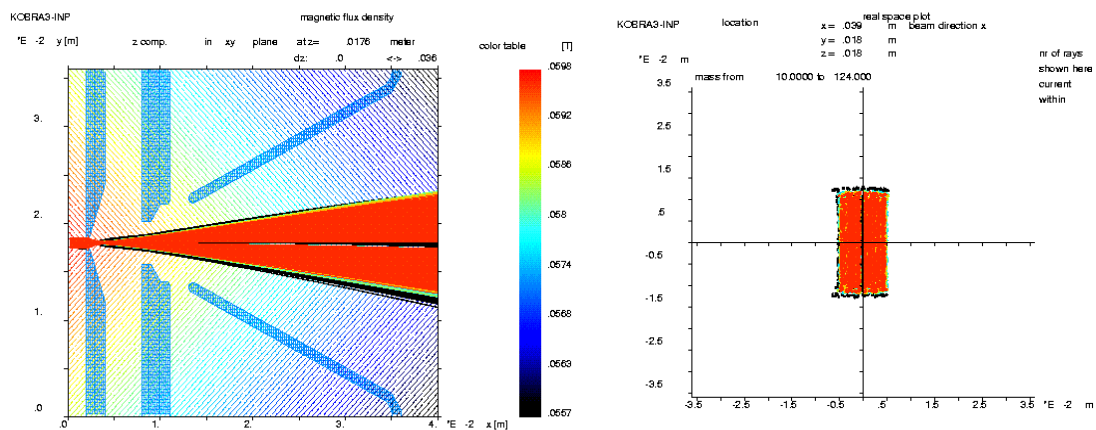 KOBRA3-INP magnetic flux density
*E -2 y [m] z comp. in xy plane at z= .0176 meter
dz: .0 <-> .036
color table [T]
3.
2.
1.
.0
.0 1. 2. 3. 4. *E -2 x [m]
.0598
.0592
.0586
.058
.0574
.0568
.0563
.0557
real space plot
KOBRA3-INP location x = .039 m beam direction x
y = .018 m
z = .018 m
*E -2 m
nr of rays
shown here
current
within
mass from 10.0000 to 124.000
3.5
2.5
1.5
.5
-0.5
-1.5
-2.5
-3.5
-3.5 -2.5 -1.5 -0.5 .5 1.5 2.5 3.5 *E -2 m